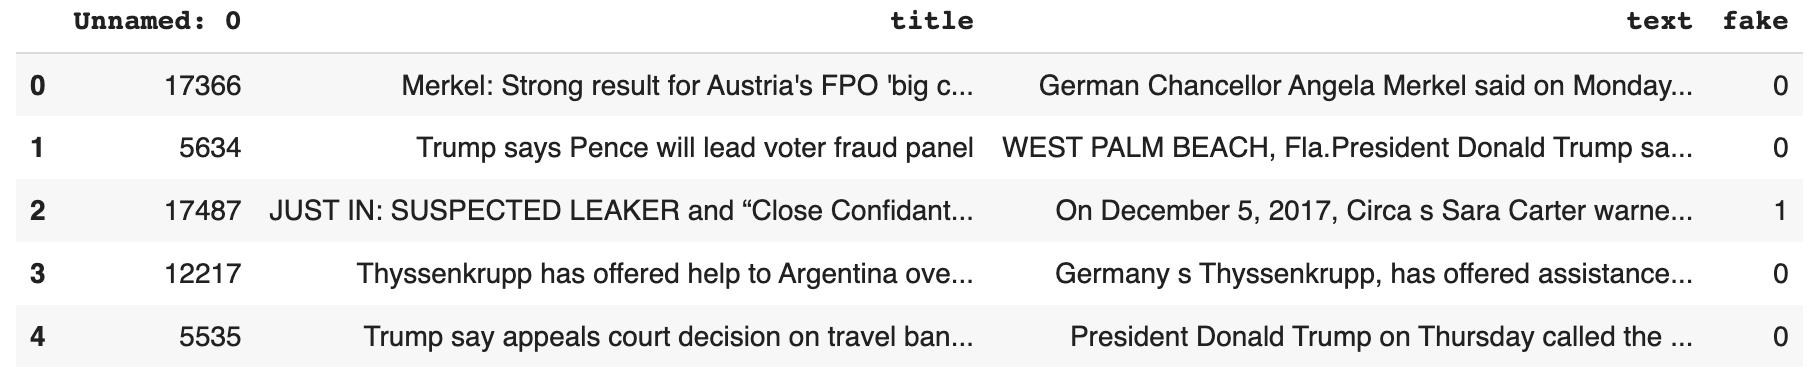 Unnamed: 0 title text fake
0 17366 Merkel: Strong result for Austria's FPO 'big c... German Chancellor Angela Merkel said on Monday... 0
1 5634 Trump says Pence will lead voter fraud panel WEST PALM BEACH, Fla.President Donald Trump sa... 0
2 17487 JUST IN: SUSPECTED LEAKER and “Close Confidant... On December 5, 2017, Circa s Sara Carter warne... 1
3 12217 Thyssenkrupp has offered help to Argentina ove... Germany s Thyssenkrupp, has offered assistance... 0
4 5535 Trump say appeals court decision on travel ban... President Donald Trump on Thursday called the ... 0